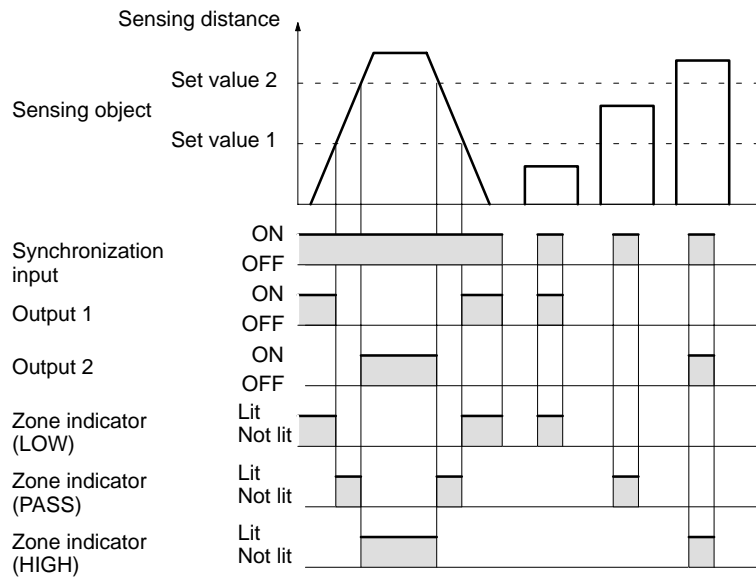 Sensing distance
Set value 2
Sensing object
Set value 1
Synchronization
input
ON
OFF
Output 1
ON
OFF
Output 2
ON
OFF
Zone indicator
(LOW)
Lit
Not lit
Zone indicator
(PASS)
Lit
Not lit
Zone indicator
(HIGH)
Lit
Not lit